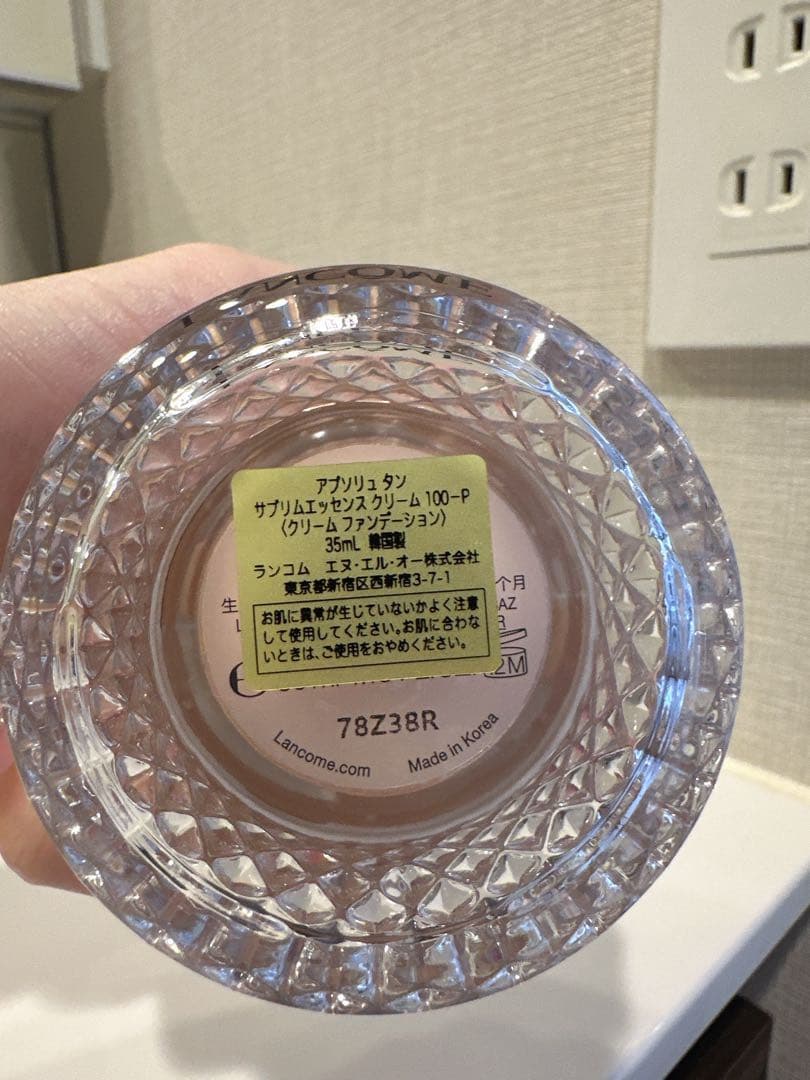 LANCOME
アプソリュ タン
サブリムエッセンス クリーム 100-P
〈クリーム ファンデーション〉
35mL 韓国製
ランコム エヌ・エル・オー株式会社
東京都新宿区西新宿3-7-1
お肌に異常が生じていないかよく注意
して使用してください。お肌に合わな
いときは、ご使用をおやめください。
生
个月
L
AZ
R
2M
78Z38R
Lancome.com
Made in Korea